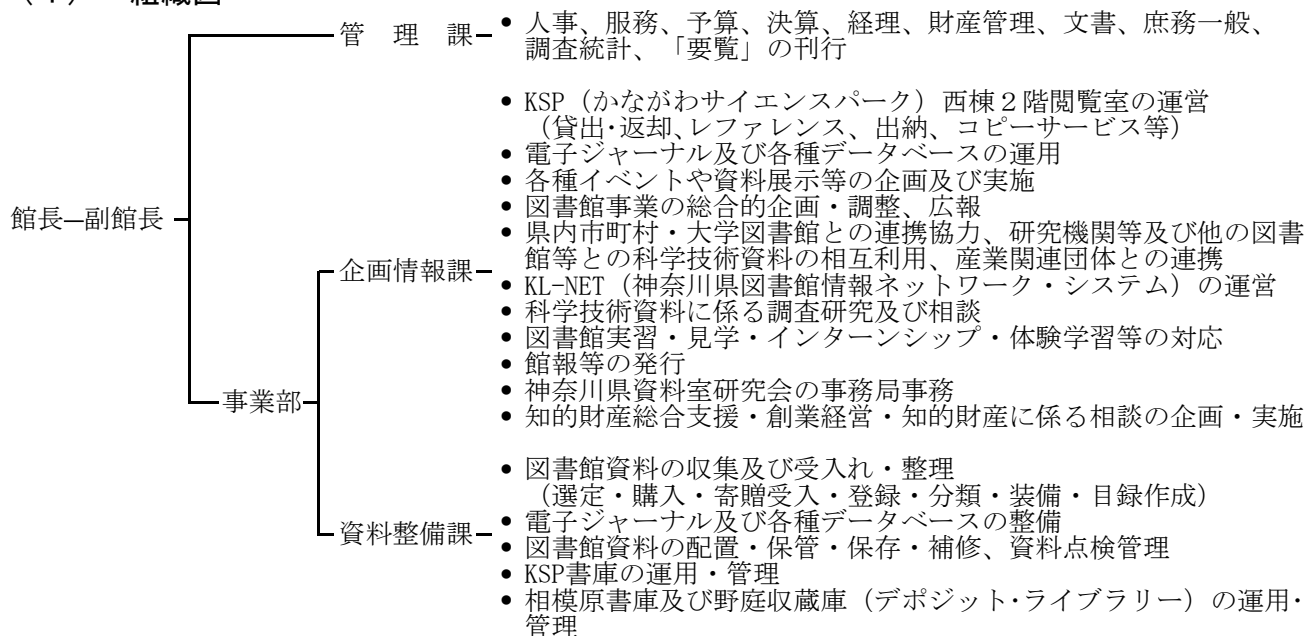 管　理　課
• 人事、服務、予算、決算、経理、財産管理、文書、庶務一般、
調査統計、「要覧」の刊行
館長―副館長
事業部
企画情報課
• KSP（かながわサイエンスパーク）西棟２階閲覧室の運営
（貸出・返却、レファレンス、出納、コピーサービス等）
• 電子ジャーナル及び各種データベースの運用
• 各種イベントや資料展示等の企画及び実施
• 図書館事業の総合的企画・調整、広報
• 県内市町村・大学図書館との連携協力、研究機関等及び他の図書
館等との科学技術資料の相互利用、産業関連団体との連携
• KL-NET（神奈川県図書館情報ネットワーク・システム）の運営
• 科学技術資料に係る調査研究及び相談
• 図書館実習・見学・インターンシップ・体験学習等の対応
• 館報等の発行
• 神奈川県資料室研究会の事務局事務
• 知的財産総合支援・創業経営・知的財産に係る相談の企画・実施
資料整備課
• 図書館資料の収集及び受入れ・整理
（選定・購入・寄贈受入・登録・分類・装備・目録作成）
• 電子ジャーナル及び各種データベースの整備
• 図書館資料の配置・保管・保存・補修、資料点検管理
• KSP書庫の運用・管理
• 相模原書庫及び野庭収蔵庫（デポジット・ライブラリー）の運用・
管理